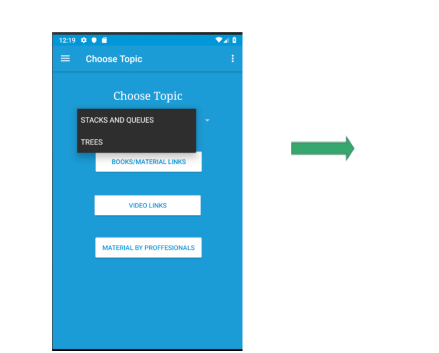 12:19
Choose Topic
Choose Topic
STACKS AND QUEUES
TREES
BOOKS/MATERIAL LINKS
VIDEO LINKS
MATERIAL BY PROFFESIONALS